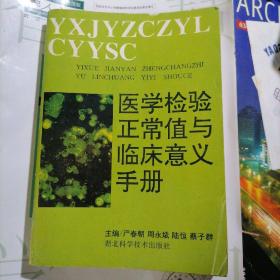 YXJYZCZYL
CYYSC
YIXUE JIANYAN ZHENGCHANGZHI
YU LINCHUANG YIYI SHOUCE
医学检验
正常值与
临床意义
手册
主编/严春朝 周永炫 陆位 蔡子群
湖北科学技术出版社
ARC